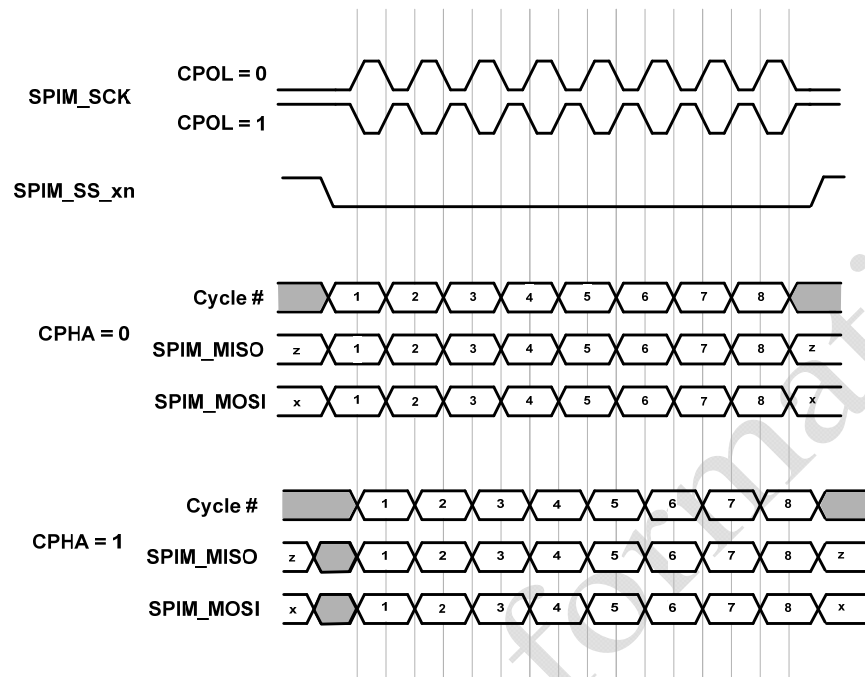 CPOL = 0
SPIM_SCK
CPOL = 1
SPIM_SS_xn
Cycle # 1 2 3 4 5 6 7 8
CPHA = 0
SPIM_MISO z 1 2 3 4 5 6 7 8 z
SPIM_MOSI x 1 2 3 4 5 6 7 8 x
Cycle # 1 2 3 4 5 6 7 8
CPHA = 1
SPIM_MISO z 1 2 3 4 5 6 7 8 z
SPIM_MOSI x 1 2 3 4 5 6 7 8 x
formati